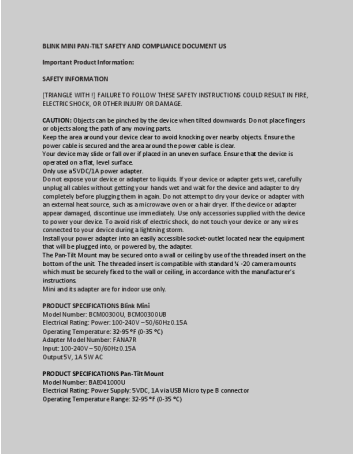 BLINK MINI PAN-TILT SAFETY AND COMPLIANCE DOCUMENT US
Important Product Information:
SAFETY INFORMATION
[TRIANGLE WITH !] FAILURE TO FOLLOW THESE SAFETY INSTRUCTIONS COULD RESULT IN FIRE,
ELECTRIC SHOCK, OR OTHER INJURY OR DAMAGE.
CAUTION: Objects can be pinched by the device when tilted downwards. Do not place fingers
or objects along the path of any moving parts.
Keep the area around your device clear to avoid knocking over nearby objects. Ensure the
power cable is secured and the area around the power cable is clear.
Your device may slide or fall over if placed in an uneven surface. Ensure that the device is
operated on a flat, level surface.
Only use a 5VDC/1A power adapter.
Do not expose your device or adapter to liquids. If your device or adapter gets wet, carefully
unplug all cables without getting your hands wet and wait for the device and adapter to dry
completely before plugging them in again. Do not attempt to dry your device or adapter with
an external heat source, such as a microwave oven or a hair dryer. If the device or adapter
appear damaged, discontinue use immediately. Use only accessories supplied with the device
to power your device. To avoid risk of electric shock, do not touch your device or any wires
connected to your device during a lightning storm.
Install your power adapter into an easily accessible socket-outlet located near the equipment
that will be plugged into, or powered by, the adapter.
The Pan-Tilt Mount may be secured onto a wall or ceiling by use of the threaded insert on the
bottom of the unit. The threaded insert is compatible with standard ¼ -20 camera mounts
which must be securely fixed to the wall or ceiling, in accordance with the manufacturer's
instructions.
Mini and its adapter are for indoor use only.
PRODUCT SPECIFICATIONS Blink Mini
Model Number: BCM00300U, BCM00300UB
Electrical Rating: Power: 100-240V – 50/60Hz 0.15A
Operating Temperature: 32-95 °F (0-35 °C)
Adapter Model Number: FANA7R
Input: 100-240V – 50/60Hz 0.15A
Output 5V, 1A 5W AC
PRODUCT SPECIFICATIONS Pan-Tilt Mount
Model Number: BAE041000U
Electrical Rating: Power Supply: 5VDC, 1A via USB Micro type B connector
Operating Temperature Range: 32-95 °F (0-35 °C)